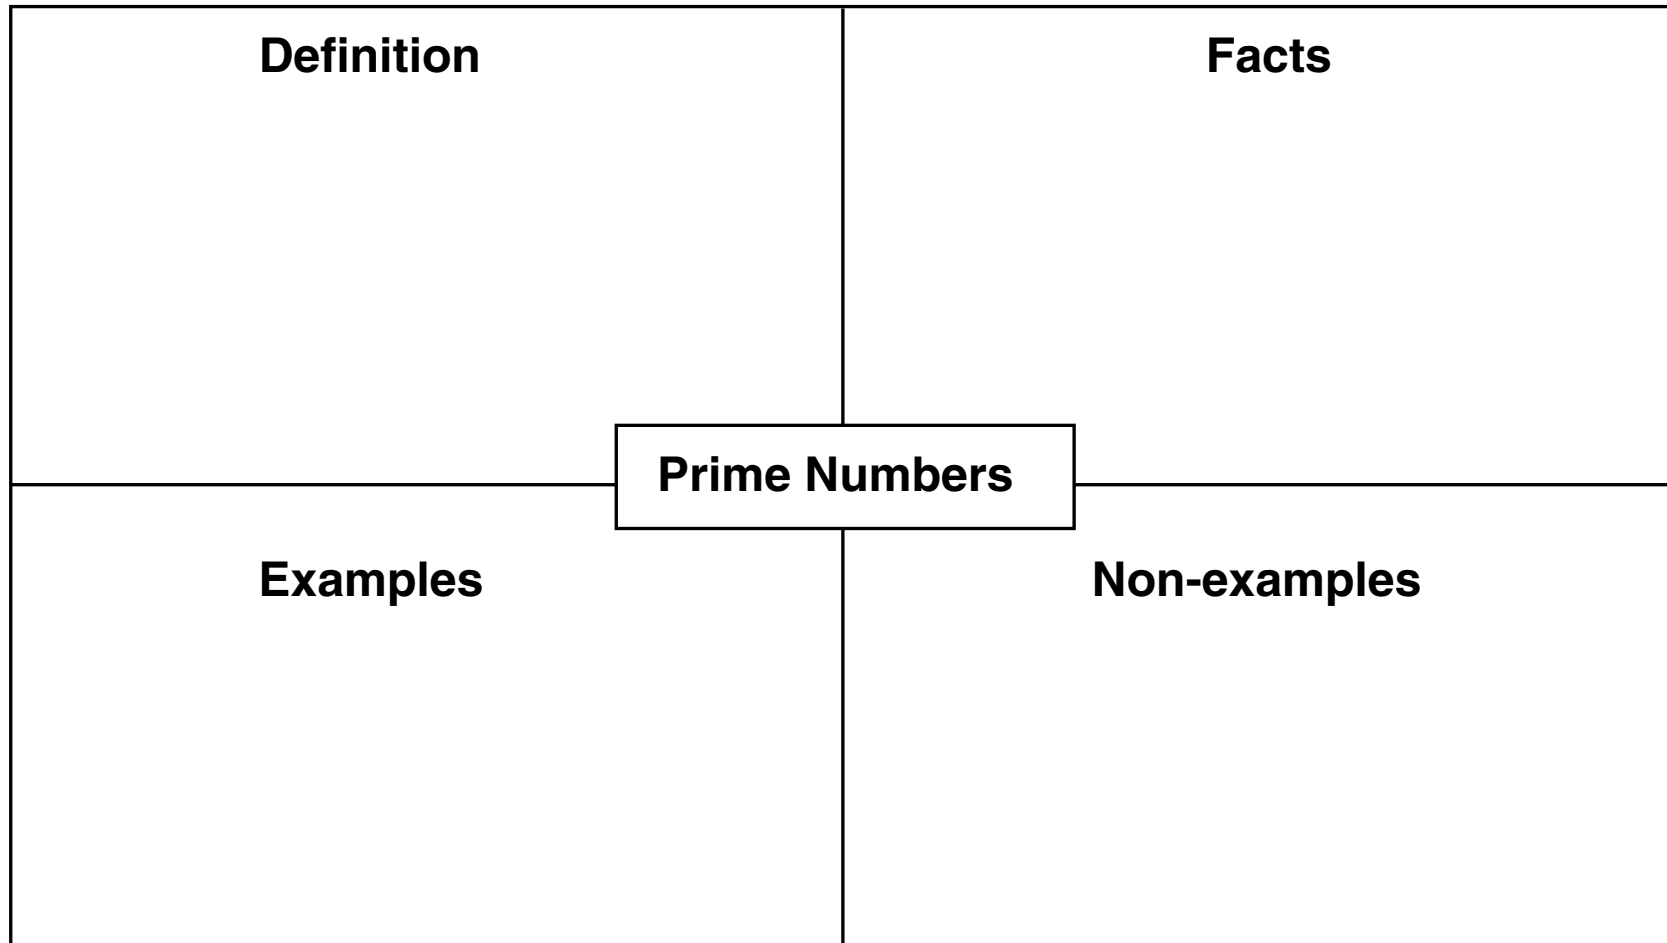 Definition
Facts
Prime Numbers
Examples
Non-examples